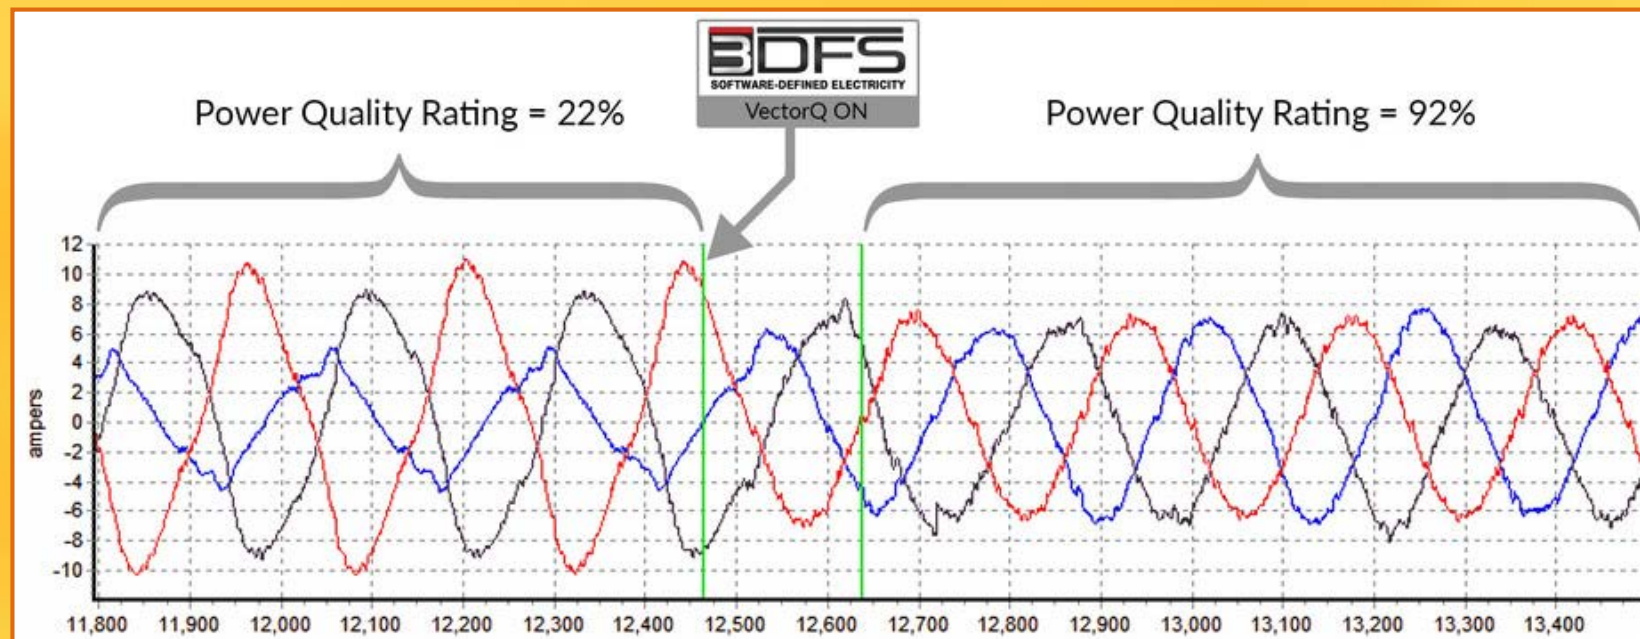 3DFS
SOFTWARE-DEFINED ELECTRICITY
VectorQ ON
Power Quality Rating = 22%
Power Quality Rating = 92%
12
10
8
6
4
2
0
-2
-4
-6
-8
-10
ampers
11,800 11,900 12,000 12,100 12,200 12,300 12,400 12,500 12,600 12,700 12,800 12,900 13,000 13,100 13,200 13,300 13,400